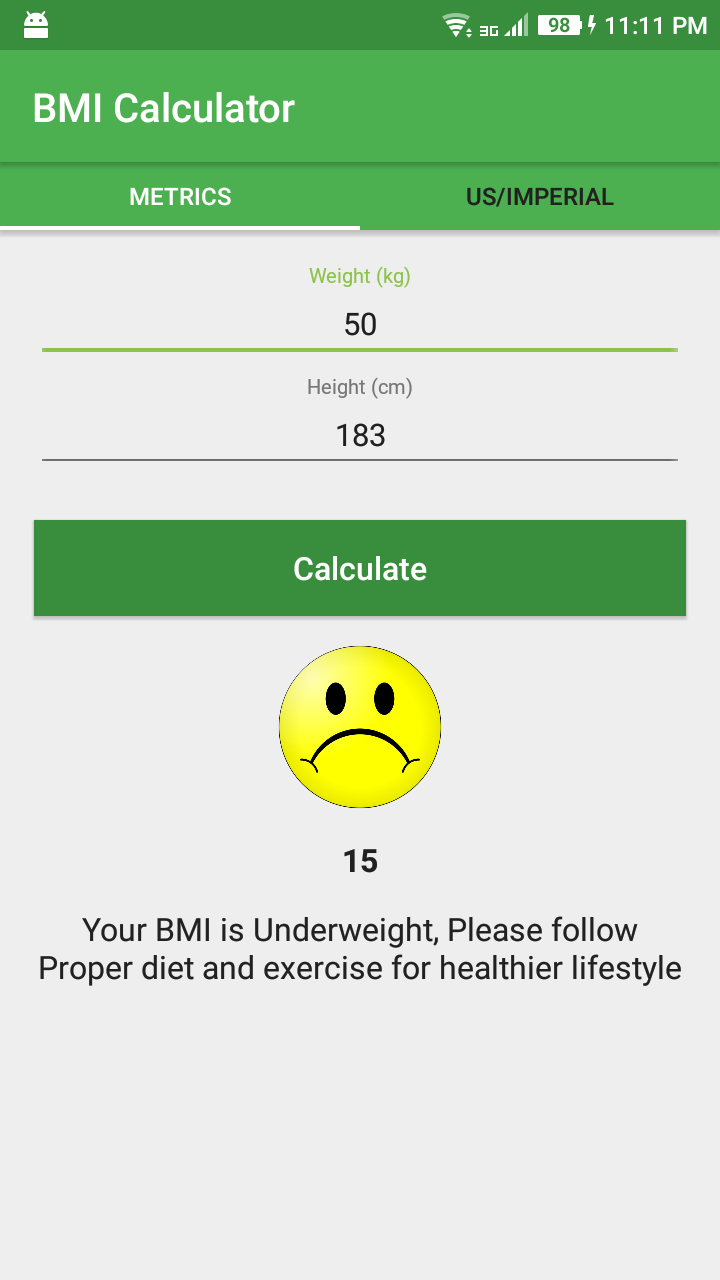 3G 98 11:11 PM
BMI Calculator
METRICS US/IMPERIAL
Weight (kg)
50
Height (cm)
183
Calculate
15
Your BMI is Underweight, Please follow
Proper diet and exercise for healthier lifestyle